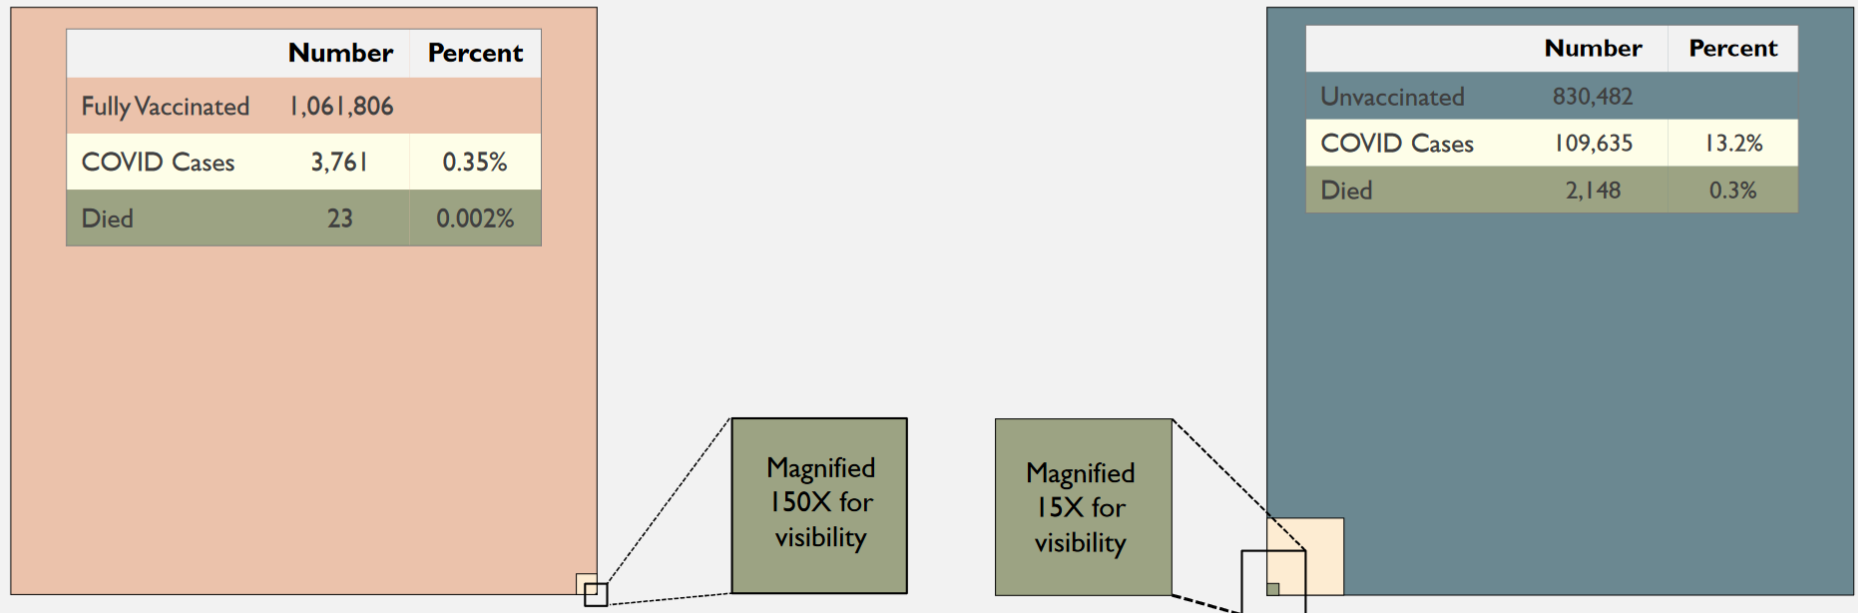 Number Percent
Fully Vaccinated 1,061,806
COVID Cases 3,761 0.35%
Died 23 0.002%
Magnified
150X for
visibility
Magnified
15X for
visibility
Number Percent
Unvaccinated 830,482
COVID Cases 109,635 13.2%
Died 2,148 0.3%